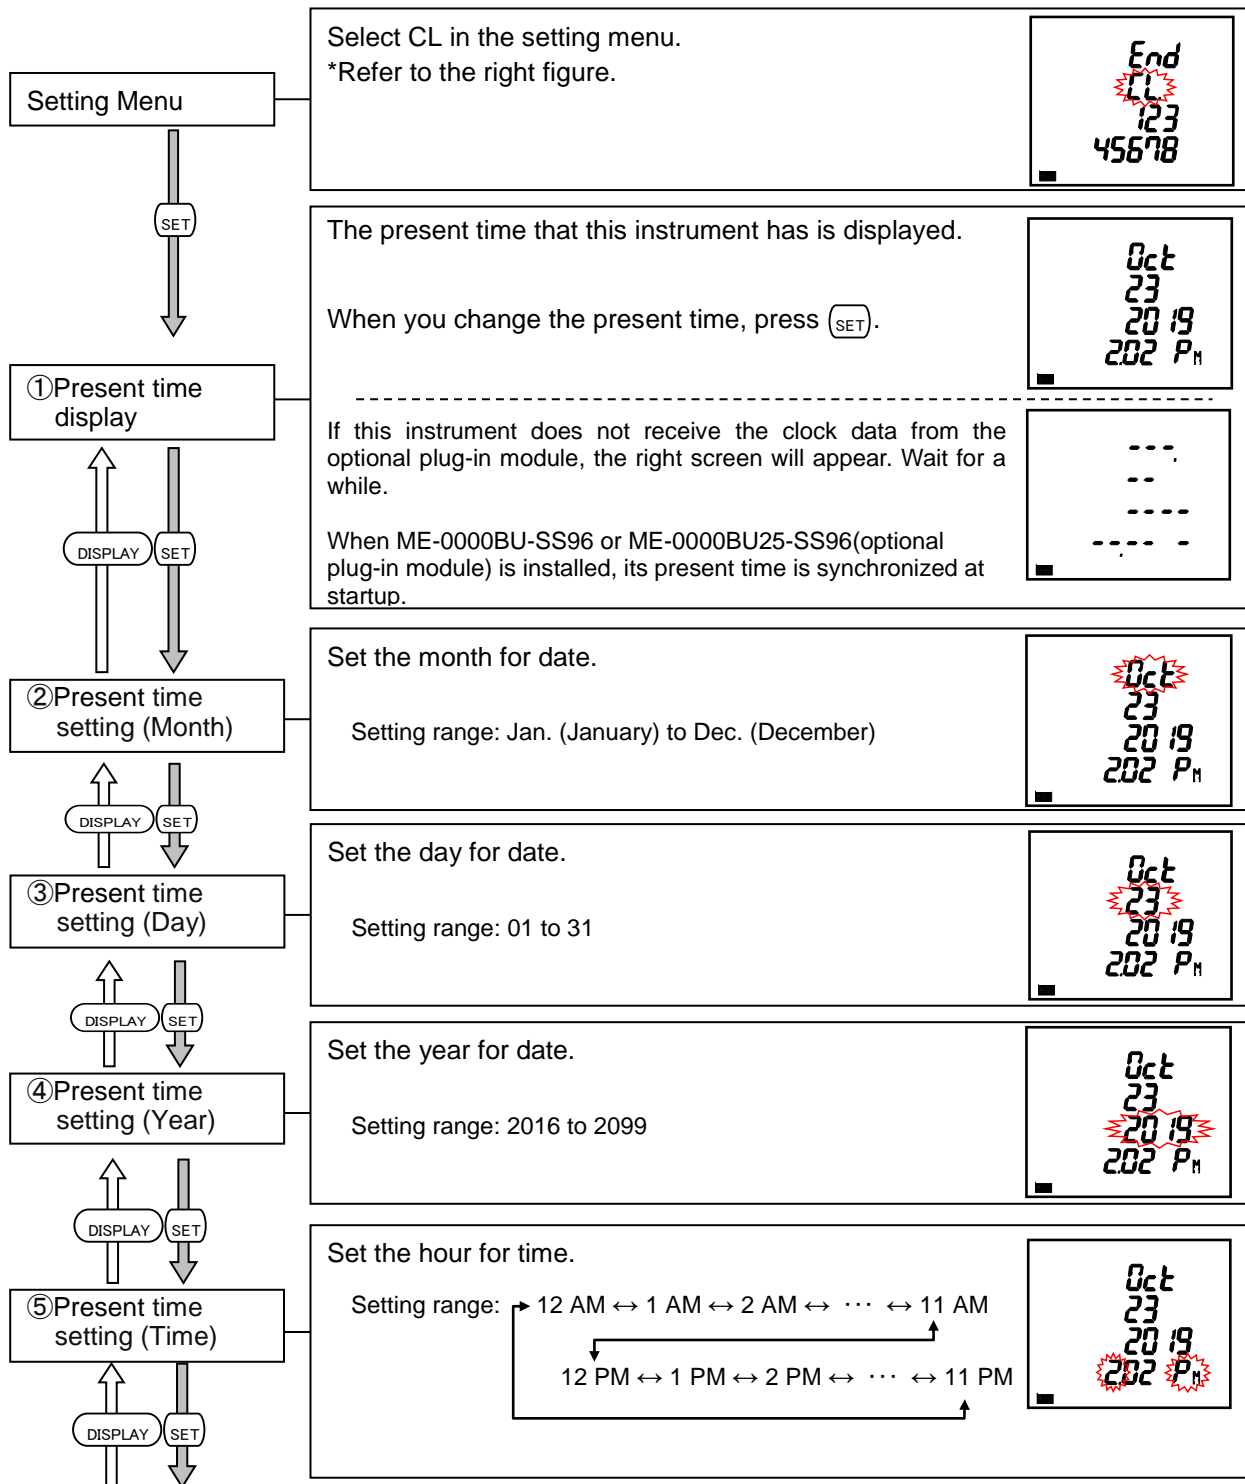 Setting Menu
Select CL in the setting menu.
*Refer to the right figure.
End
CL.
123
45678
SET
①Present time
display
The present time that this instrument has is displayed.
When you change the present time, press SET.
Oct
23
2019
2.02 PM
If this instrument does not receive the clock data from the
optional plug-in module, the right screen will appear. Wait for a
while.
When ME-0000BU-SS96 or ME-0000BU25-SS96(optional
plug-in module) is installed, its present time is synchronized at
startup.
---.
--
----
--.-- -
DISPLAY SET
②Present time
setting (Month)
Set the month for date.
Setting range: Jan. (January) to Dec. (December)
Oct
23
2019
2.02 PM
DISPLAY SET
③Present time
setting (Day)
Set the day for date.
Setting range: 01 to 31
Oct
23
2019
2.02 PM
DISPLAY SET
④Present time
setting (Year)
Set the year for date.
Setting range: 2016 to 2099
Oct
23
2019
2.02 PM
DISPLAY SET
⑤Present time
setting (Time)
Set the hour for time.
Setting range: 12 AM ↔ 1 AM ↔ 2 AM ↔ ··· ↔ 11 AM
12 PM ↔ 1 PM ↔ 2 PM ↔ ··· ↔ 11 PM
Oct
23
2019
2.02 PM
DISPLAY SET